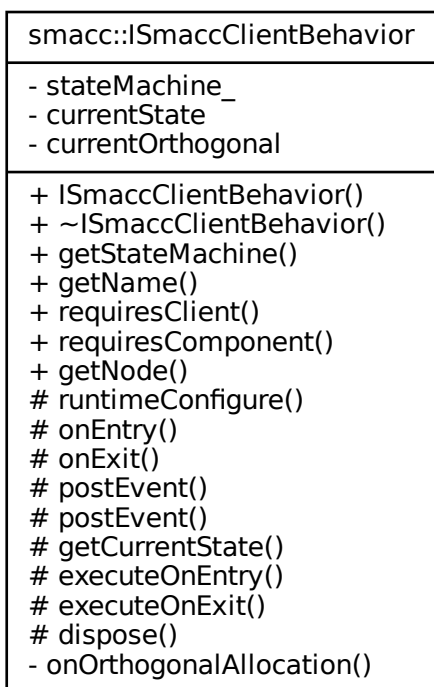 smacc::ISmaccClientBehavior
- stateMachine_
- currentState
- currentOrthogonal
+ ISmaccClientBehavior()
+ ~ISmaccClientBehavior()
+ getStateMachine()
+ getName()
+ requiresClient()
+ requiresComponent()
+ getNode()
# runtimeConfigure()
# onEntry()
# onExit()
# postEvent()
# postEvent()
# getCurrentState()
# executeOnEntry()
# executeOnExit()
# dispose()
- onOrthogonalAllocation()